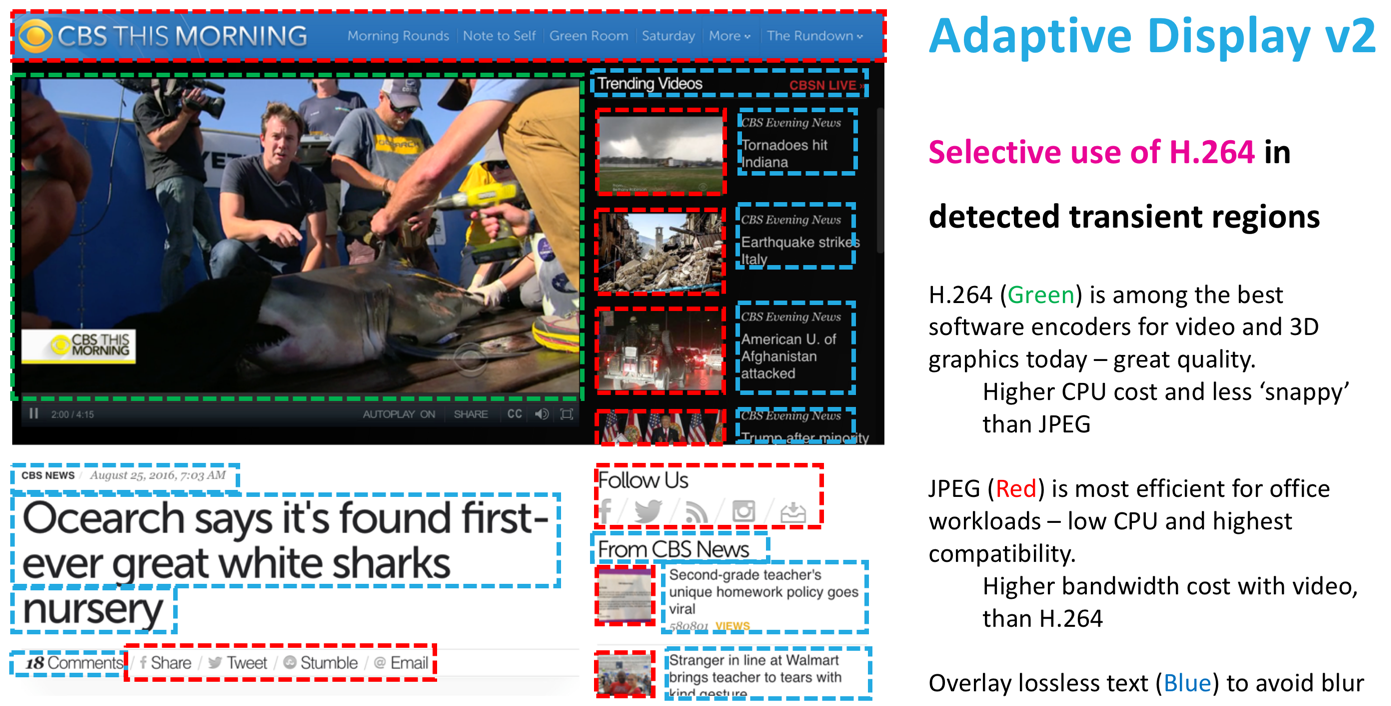 CBS THIS MORNING
Morning Rounds
Note to Self
Green Room
Saturday
More
The Rundown
YETI
CBS THIS
MORNING
2:00 / 4:15
AUTOPLAY ON
SHARE
CC
Trending Videos
CBSN LIVE
CBS Evening News
Tornadoes hit
Indiana
CBS Evening News
Earthquake strikes
Italy
CBS Evening News
American U. of
Afghanistan
attacked
CBS Evening News
Trump after minority
CBS NEWS / August 25, 2016, 7:03 AM
Ocearch says it's found first-
ever great white sharks
nursery
18 Comments / Share / Tweet / Stumble / @ Email
Follow Us
From CBS News
Second-grade teacher's
unique homework policy goes
viral
580801 VIEWS
Stranger in line at Walmart
brings teacher to tears with
kind gesture
Adaptive Display v2
Selective use of H.264 in
detected transient regions
H.264 (Green) is among the best
software encoders for video and 3D
graphics today – great quality.
Higher CPU cost and less ‘snappy’
than JPEG
JPEG (Red) is most efficient for office
workloads – low CPU and highest
compatibility.
Higher bandwidth cost with video,
than H.264
Overlay lossless text (Blue) to avoid blur